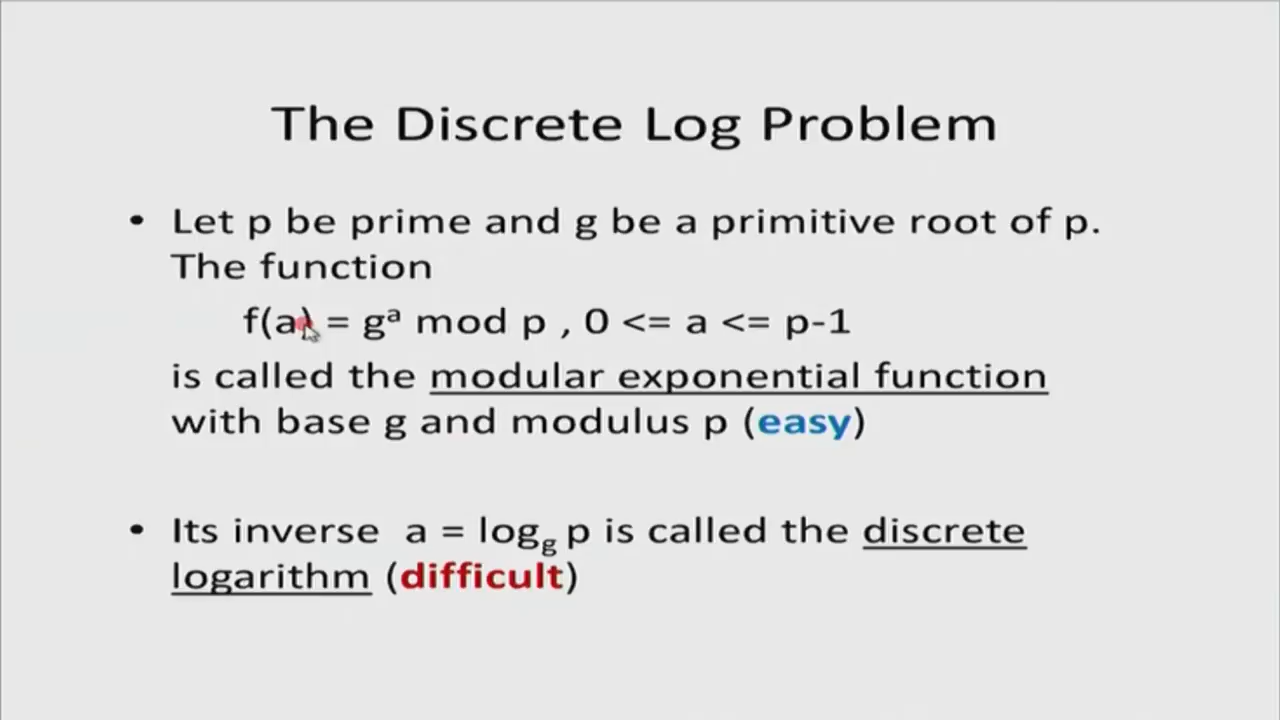 The Discrete Log Problem
• Let p be prime and g be a primitive root of p.
The function
f(a) = gᵃ mod p , 0 <= a <= p-1
is called the modular exponential function
with base g and modulus p (easy)
• Its inverse a = log_g p is called the discrete
logarithm (difficult)